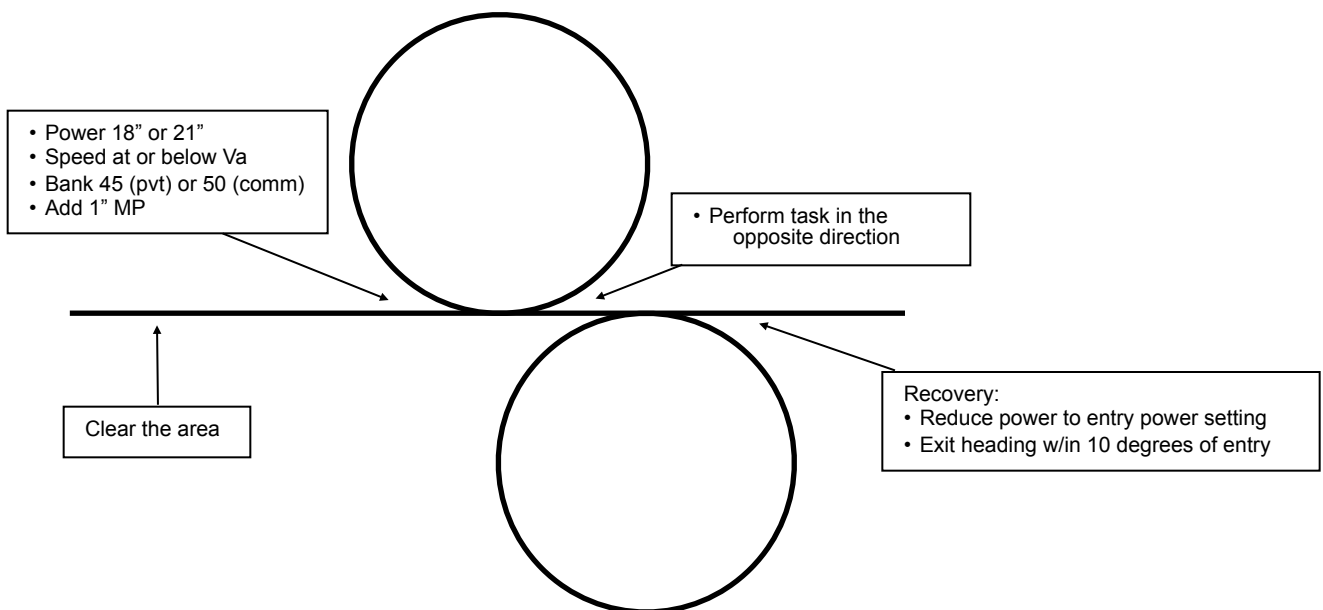 • Power 18” or 21”
• Speed at or below Va
• Bank 45 (pvt) or 50 (comm)
• Add 1” MP
• Perform task in the
opposite direction
Clear the area
Recovery:
• Reduce power to entry power setting
• Exit heading w/in 10 degrees of entry